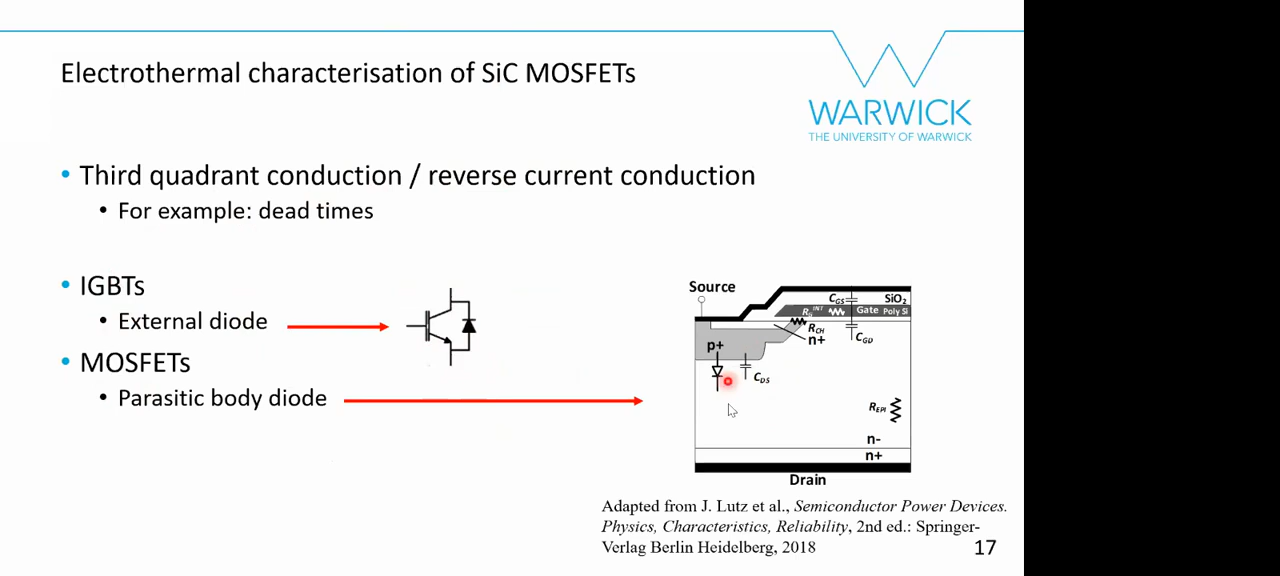 Electrothermal characterisation of SiC MOSFETs
WARWICK
THE UNIVERSITY OF WARWICK
• Third quadrant conduction / reverse current conduction
• For example: dead times
• IGBTs
• External diode
• MOSFETs
• Parasitic body diode
Source
CGS
SiO2
RG INT
Gate Poly Si
RCH
n+
CGD
p+
CDS
REPI
n-
n+
Drain
Adapted from J. Lutz et al., Semiconductor Power Devices.
Physics, Characteristics, Reliability, 2nd ed.: Springer-
Verlag Berlin Heidelberg, 2018
17